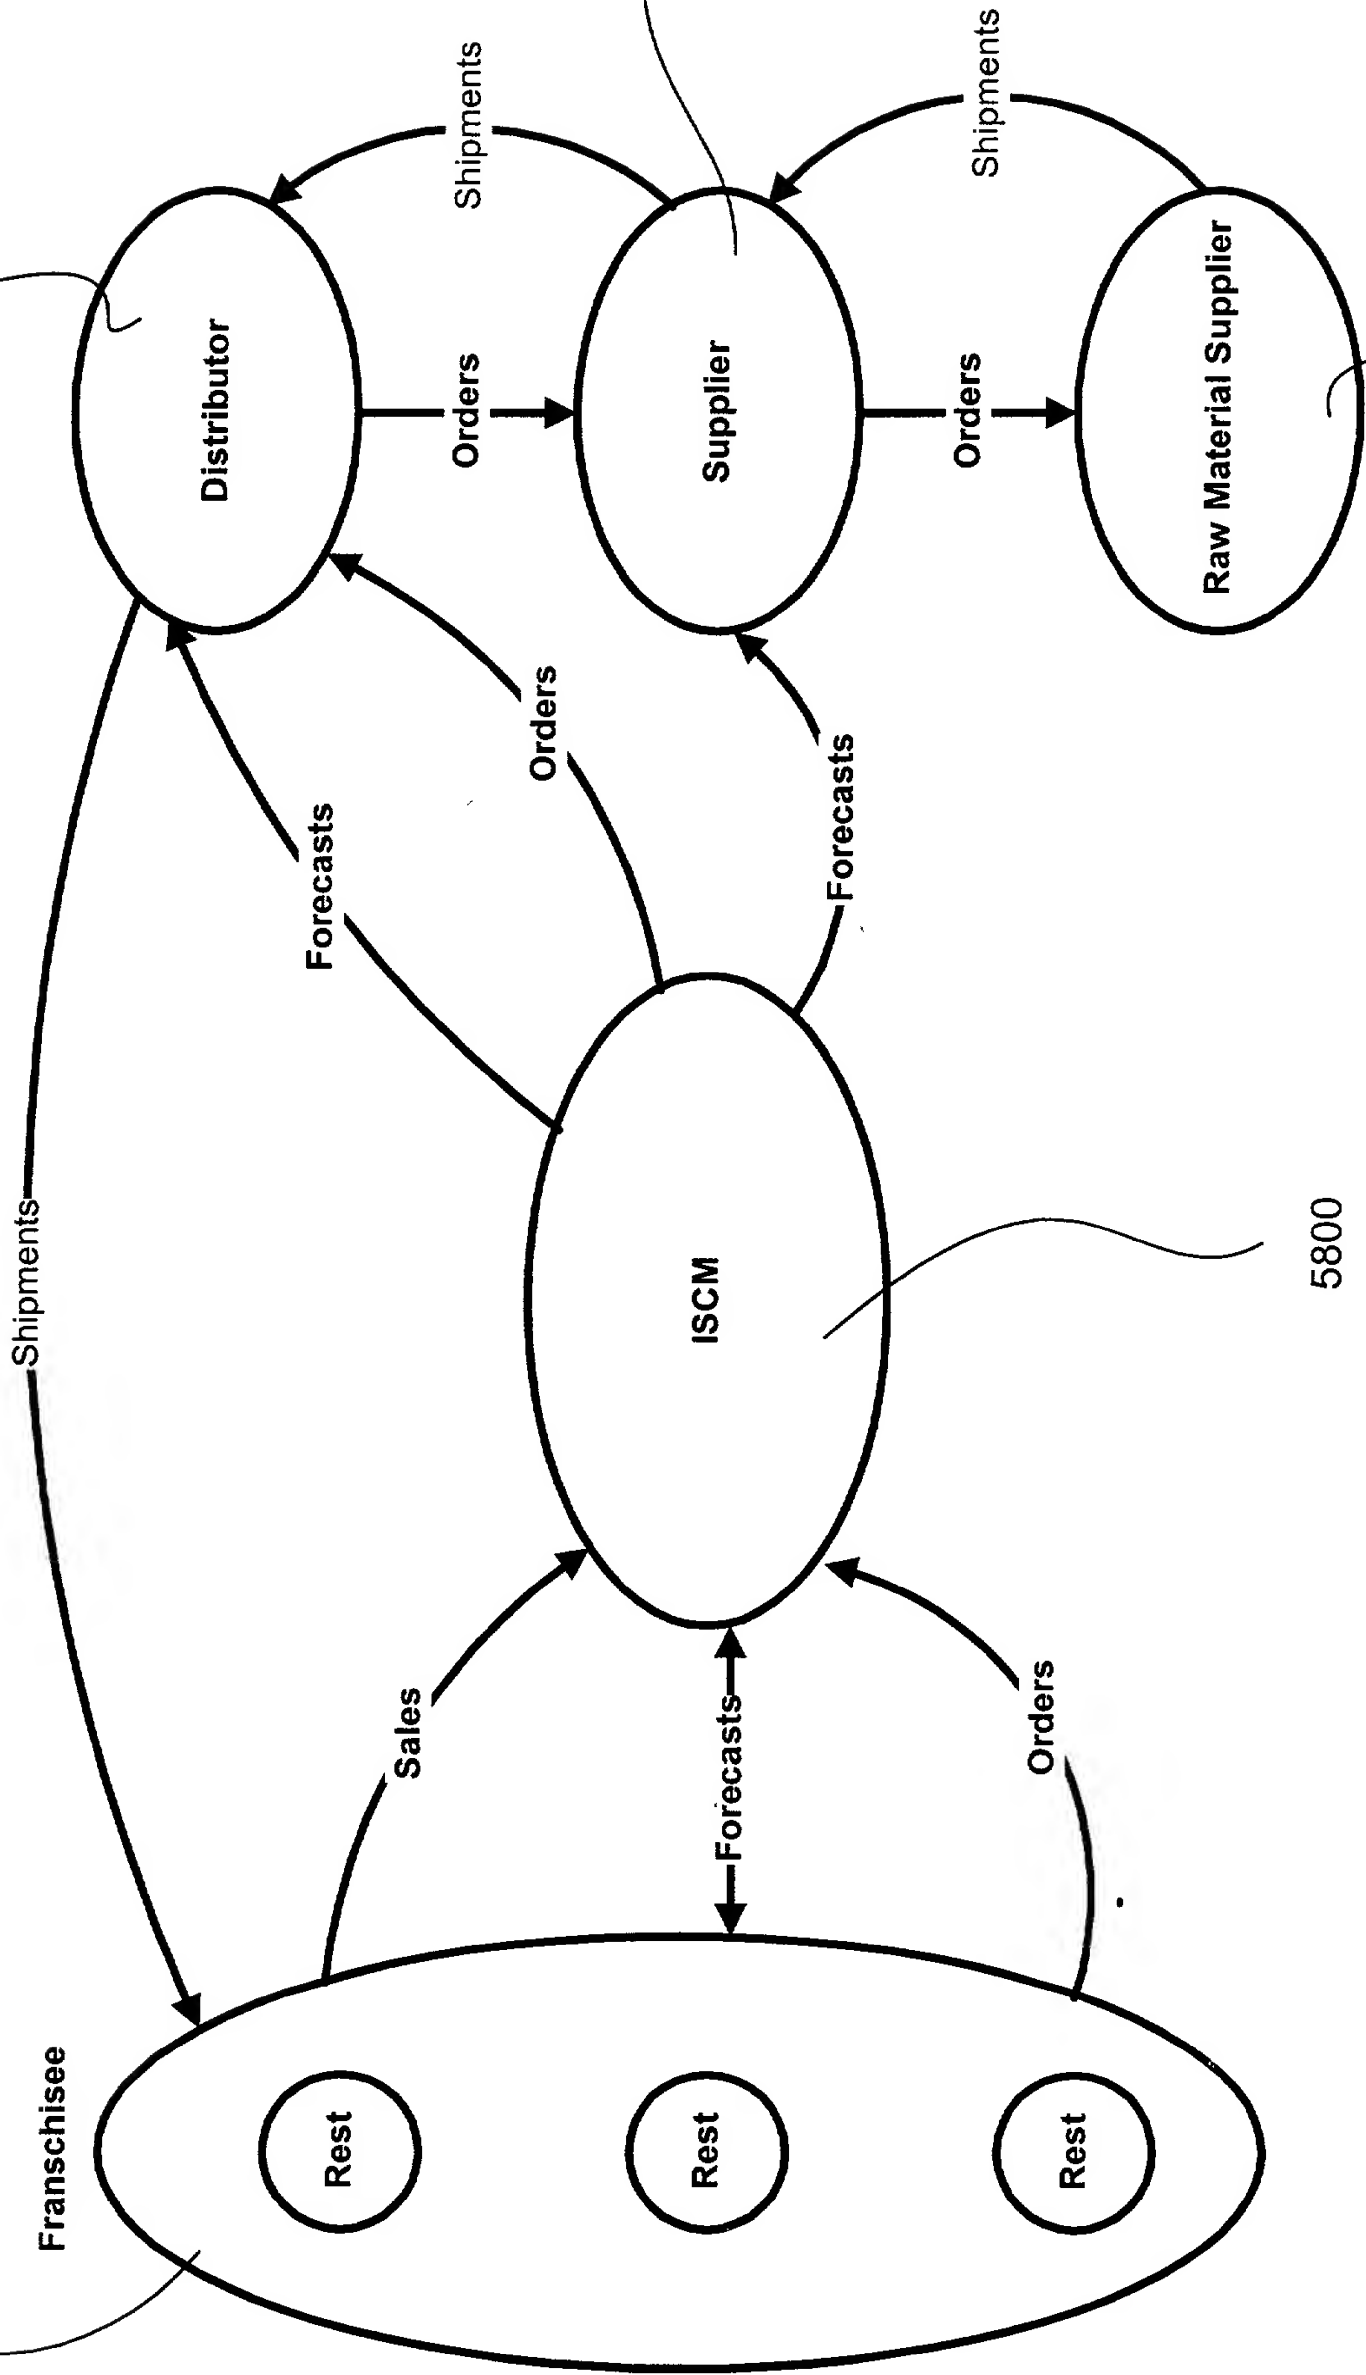 Shipments
Franschisee
Distributor
Shipments
Forecasts
Sales
Orders
Orders
Rest
Rest
Rest
Forecasts
ISCM
Supplier
Forecasts
Orders
Orders
Shipments
Raw Material Supplier
5800